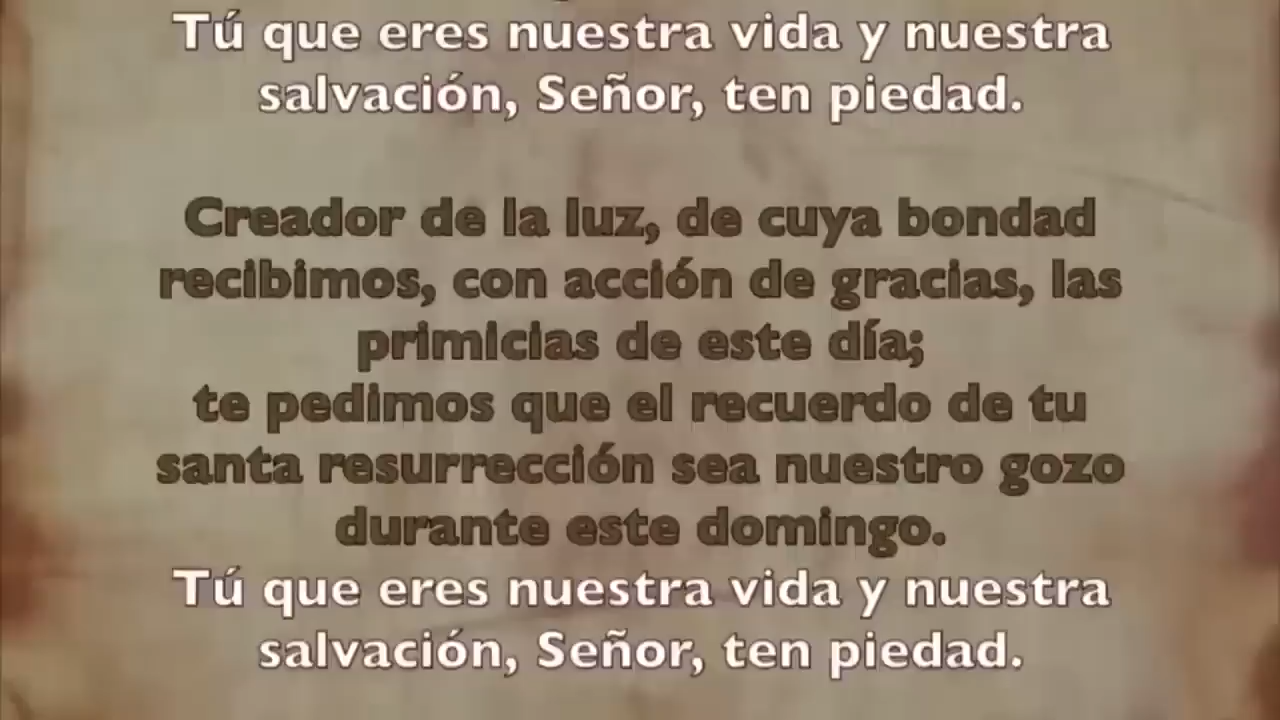 Tú que eres nuestra vida y nuestra
salvación, Señor, ten piedad.
Creador de la luz, de cuya bondad
recibimos, con acción de gracias, las
primicias de este día;
te pedimos que el recuerdo de tu
santa resurrección sea nuestro gozo
durante este domingo.
Tú que eres nuestra vida y nuestra
salvación, Señor, ten piedad.